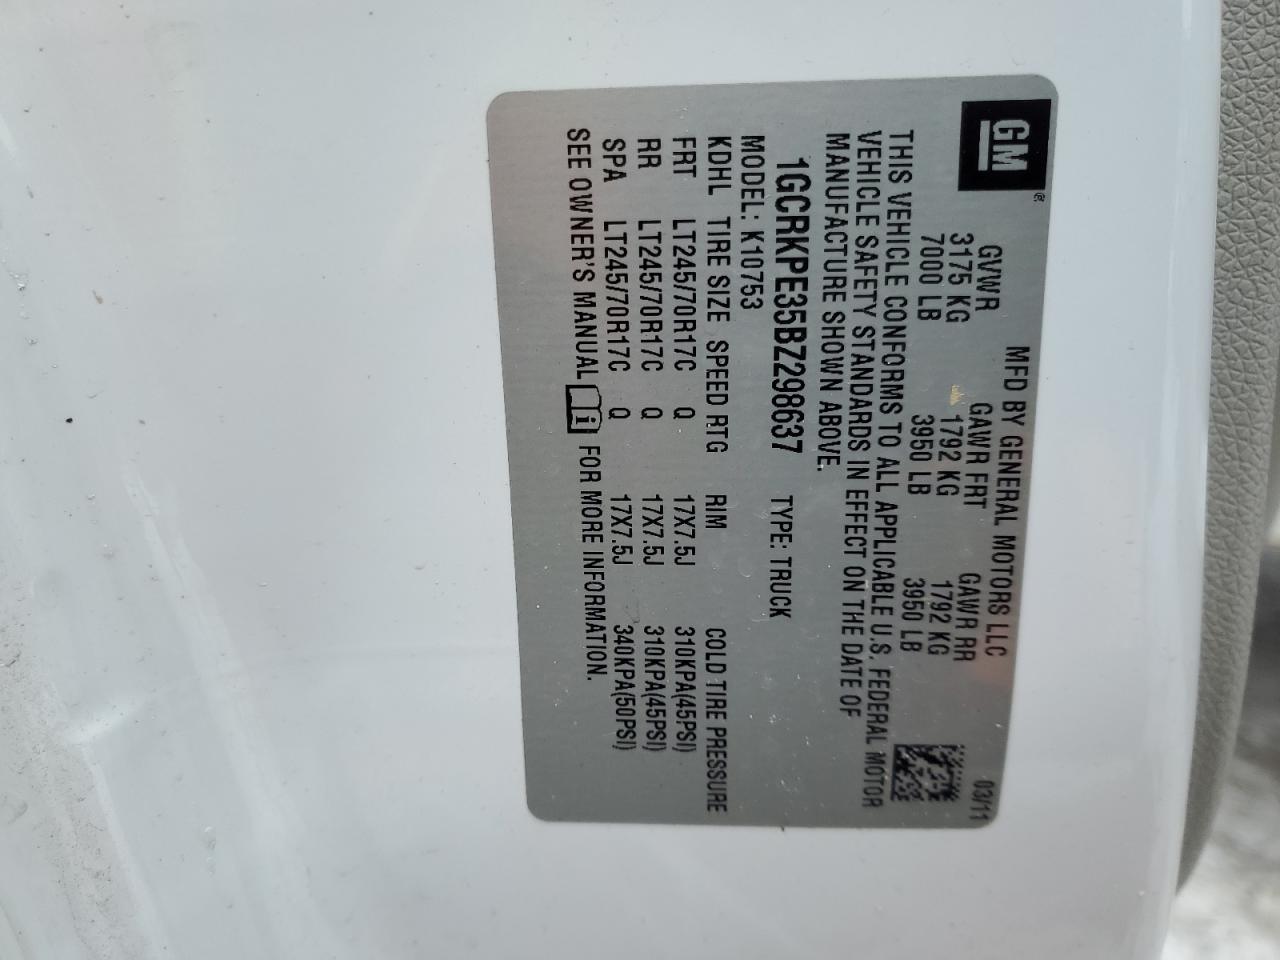 GM
MFD BY GENERAL MOTORS LLC 03/11
GVWR GAWR FRT GAWR RR
3175 KG 1792 KG 1792 KG
7000 LB 3950 LB 3950 LB
THIS VEHICLE CONFORMS TO ALL APPLICABLE U.S. FEDERAL MOTOR
VEHICLE SAFETY STANDARDS IN EFFECT ON THE DATE OF
MANUFACTURE SHOWN ABOVE.
1GCRKPE35BZ298637 TYPE: TRUCK
MODEL: K10753
KDHL TIRE SIZE SPEED RTG RIM COLD TIRE PRESSURE
FRT LT245/70R17C Q 17X7.5J 310KPA(45PSI)
RR LT245/70R17C Q 17X7.5J 310KPA(45PSI)
SPA LT245/70R17C Q 17X7.5J 340KPA(50PSI)
SEE OWNER'S MANUAL FOR MORE INFORMATION.